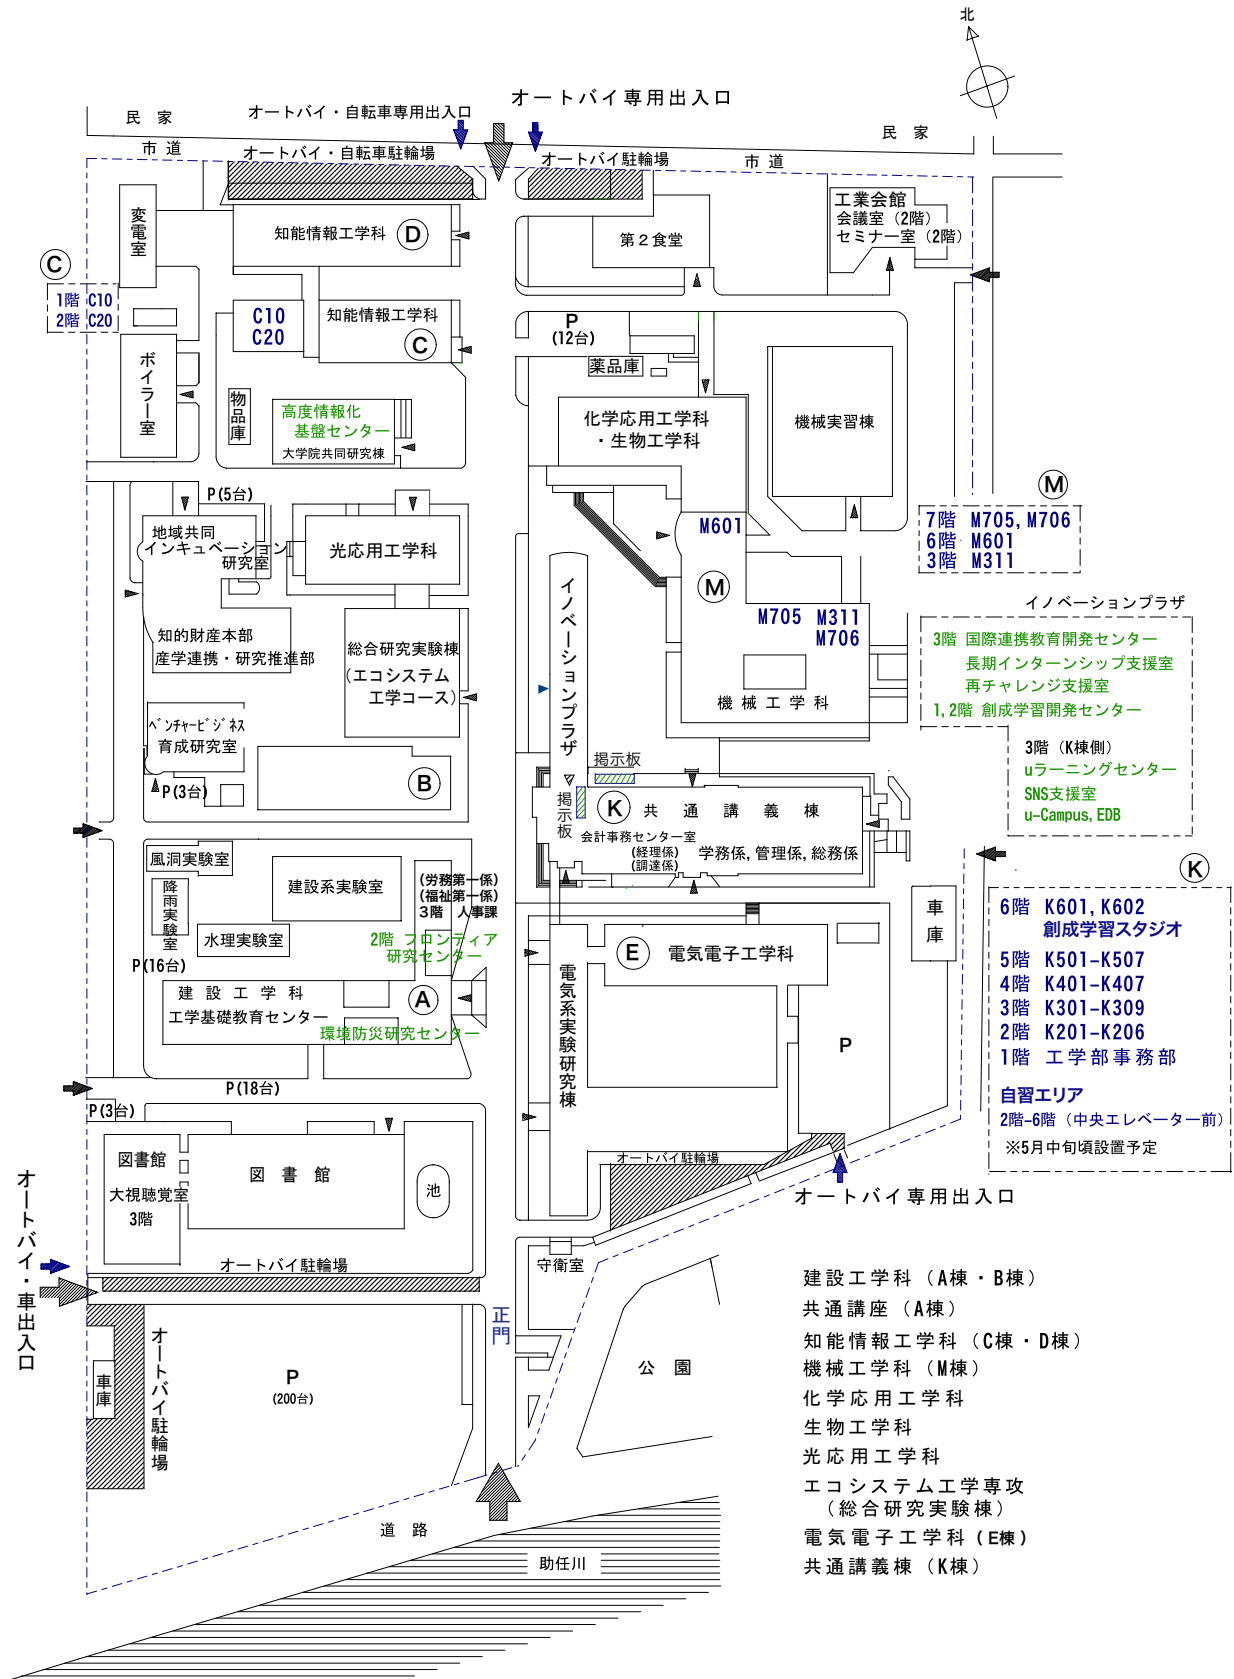 北
オートバイ専用出入口
オートバイ・自転車専用出入口
民 家
民 家
市 道
オートバイ・自転車駐輪場
オートバイ駐輪場
市 道
変電室
知能情報工学科 D
第2食堂
工業会館
会議室(2階)
セミナー室(2階)
C
1階 C10
2階 C20
C10
C20
知能情報工学科
C
P
(12台)
薬品庫
ボイラー室
物品庫
高度情報化
基盤センター
大学院共同研究棟
化学応用工学科
・生物工学科
機械実習棟
P(5台)
地域共同
インキュベーション
研究室
光応用工学科
M601
M
7階 M705, M706
6階 M601
3階 M311
イノベーションプラザ
M
M705 M311
M706
機械工学科
知的財産本部
産学連携・研究推進部
総合研究実験棟
(エコシステム
工学コース)
イノベーションプラザ
3階 国際連携教育開発センター
長期インターンシップ支援室
再チャレンジ支援室
1,2階 創成学習開発センター
3階(K棟側)
uラーニングセンター
SNS支援室
u-Campus, EDB
ベンチャービジネス
育成研究室
P(3台)
B
掲示板
掲示板
K 共通講義棟
会計事務センター室
(経理係)
(調達係)
学務係, 管理係, 総務係
風洞実験室
降雨実験室
建設系実験室
水理実験室
(労務第一係)
(福祉第一係)
3階 人事課
2階 フロンティア
研究センター
P(16台)
建設工学科
工学基礎教育センター
A
環境防災研究センター
E 電気電子工学科
電気系実験研究棟
P
車庫
K
6階 K601, K602
創成学習スタジオ
5階 K501-K507
4階 K401-K407
3階 K301-K309
2階 K201-K206
1階 工学部事務部
自習エリア
2階-6階(中央エレベーター前)
※5月中旬頃設置予定
P(18台)
P(3台)
図書館
大視聴覚室
3階
図書館
池
オートバイ駐輪場
オートバイ専用出入口
オートバイ・車出入口
オートバイ駐輪場
守衛室
正門
車庫
オートバイ駐輪場
P
(200台)
公 園
道 路
助任川
建設工学科(A棟・B棟)
共通講座(A棟)
知能情報工学科(C棟・D棟)
機械工学科(M棟)
化学応用工学科
生物工学科
光応用工学科
エコシステム工学専攻
(総合研究実験棟)
電気電子工学科(E棟)
共通講義棟(K棟)